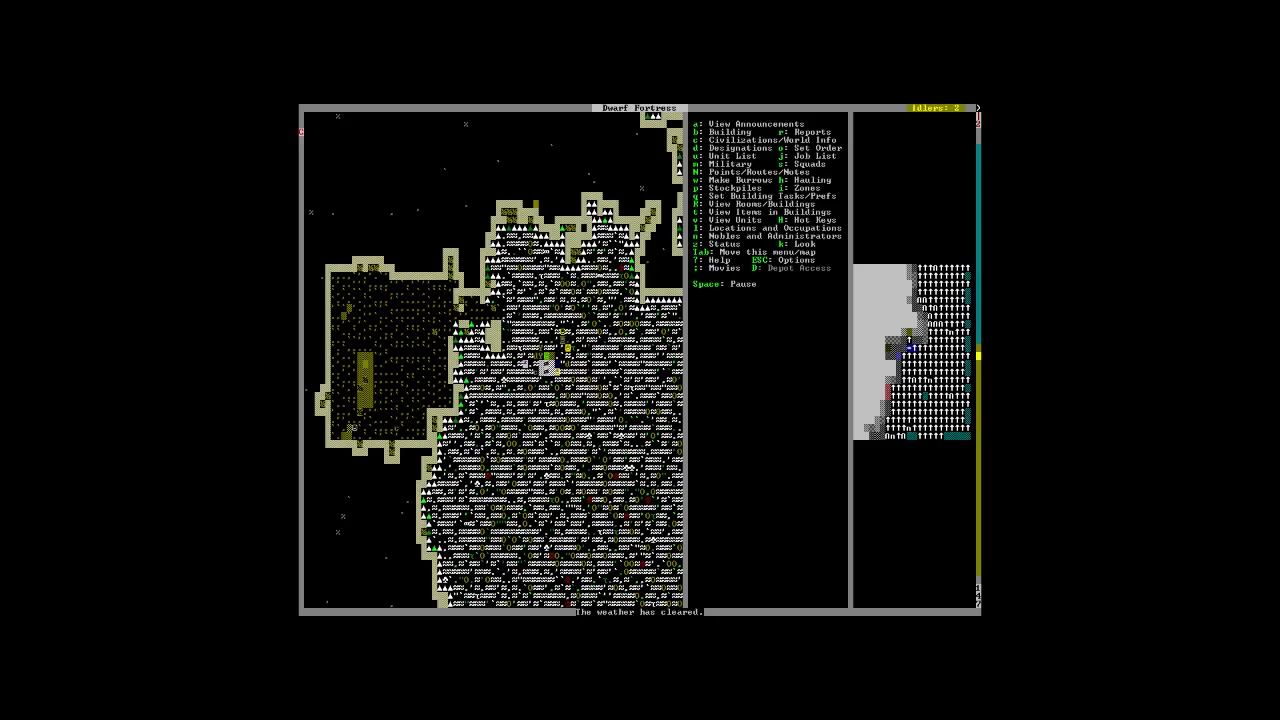 Dwarf Fortress
Idlers: 2
a: View Announcements
b: Building r: Reports
c: Civilizations/World Info
d: Designations o: Set Order
u: Unit List j: Job List
m: Military s: Squads
N: Points/Routes/Notes
w: Make Burrows h: Hauling
p: Stockpiles i: Zones
q: Set Building Tasks/Prefs
R: View Rooms/Buildings
t: View Items in Buildings
v: View Units H: Hot Keys
l: Locations and Occupations
n: Nobles and Administrators
z: Status k: Look
Tab: Move this menu/map
?: Help ESC: Options
;: Movies D: Depot Access
Space: Pause
The weather has cleared.